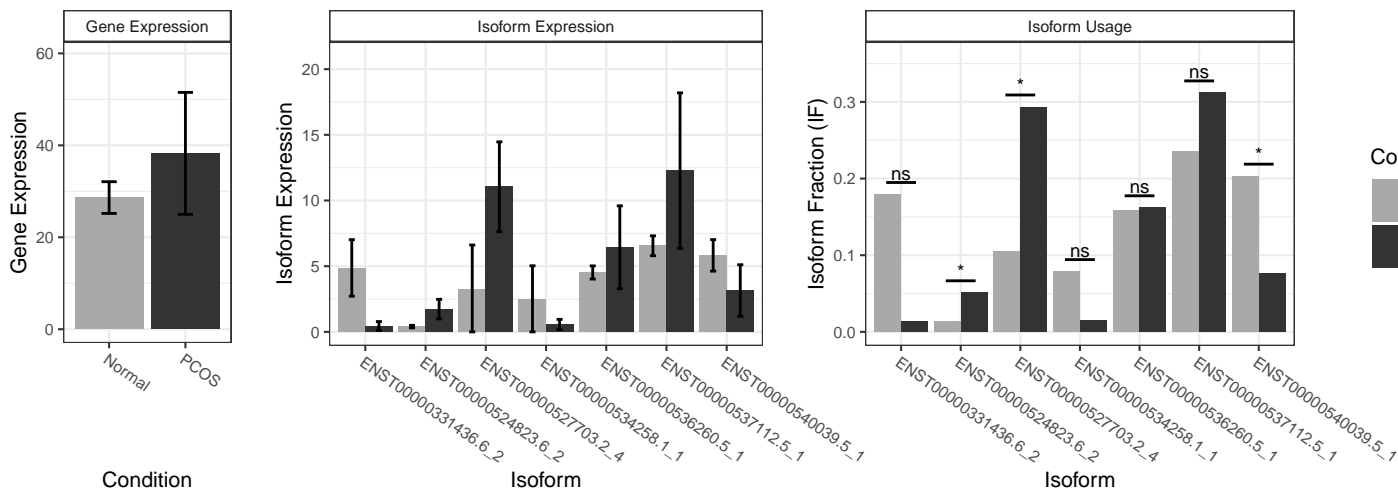 Gene Expression
Gene Expression
60
40
20
0
Normal
PCOS
Condition
Isoform Expression
Isoform Expression
20
15
10
5
0
ENST00000331436.6_2
ENST00000524823.6_2
ENST00000527703.2_4
ENST00000534258.1_1
ENST00000536260.5_1
ENST00000537112.5_1
ENST00000540039.5_1
Isoform
Isoform Usage
Isoform Fraction (IF)
0.3
0.2
0.1
0.0
ns
*
*
ns
ns
ns
*
ENST00000331436.6_2
ENST00000524823.6_2
ENST00000527703.2_4
ENST00000534258.1_1
ENST00000536260.5_1
ENST00000537112.5_1
ENST00000540039.5_1
Isoform
Co